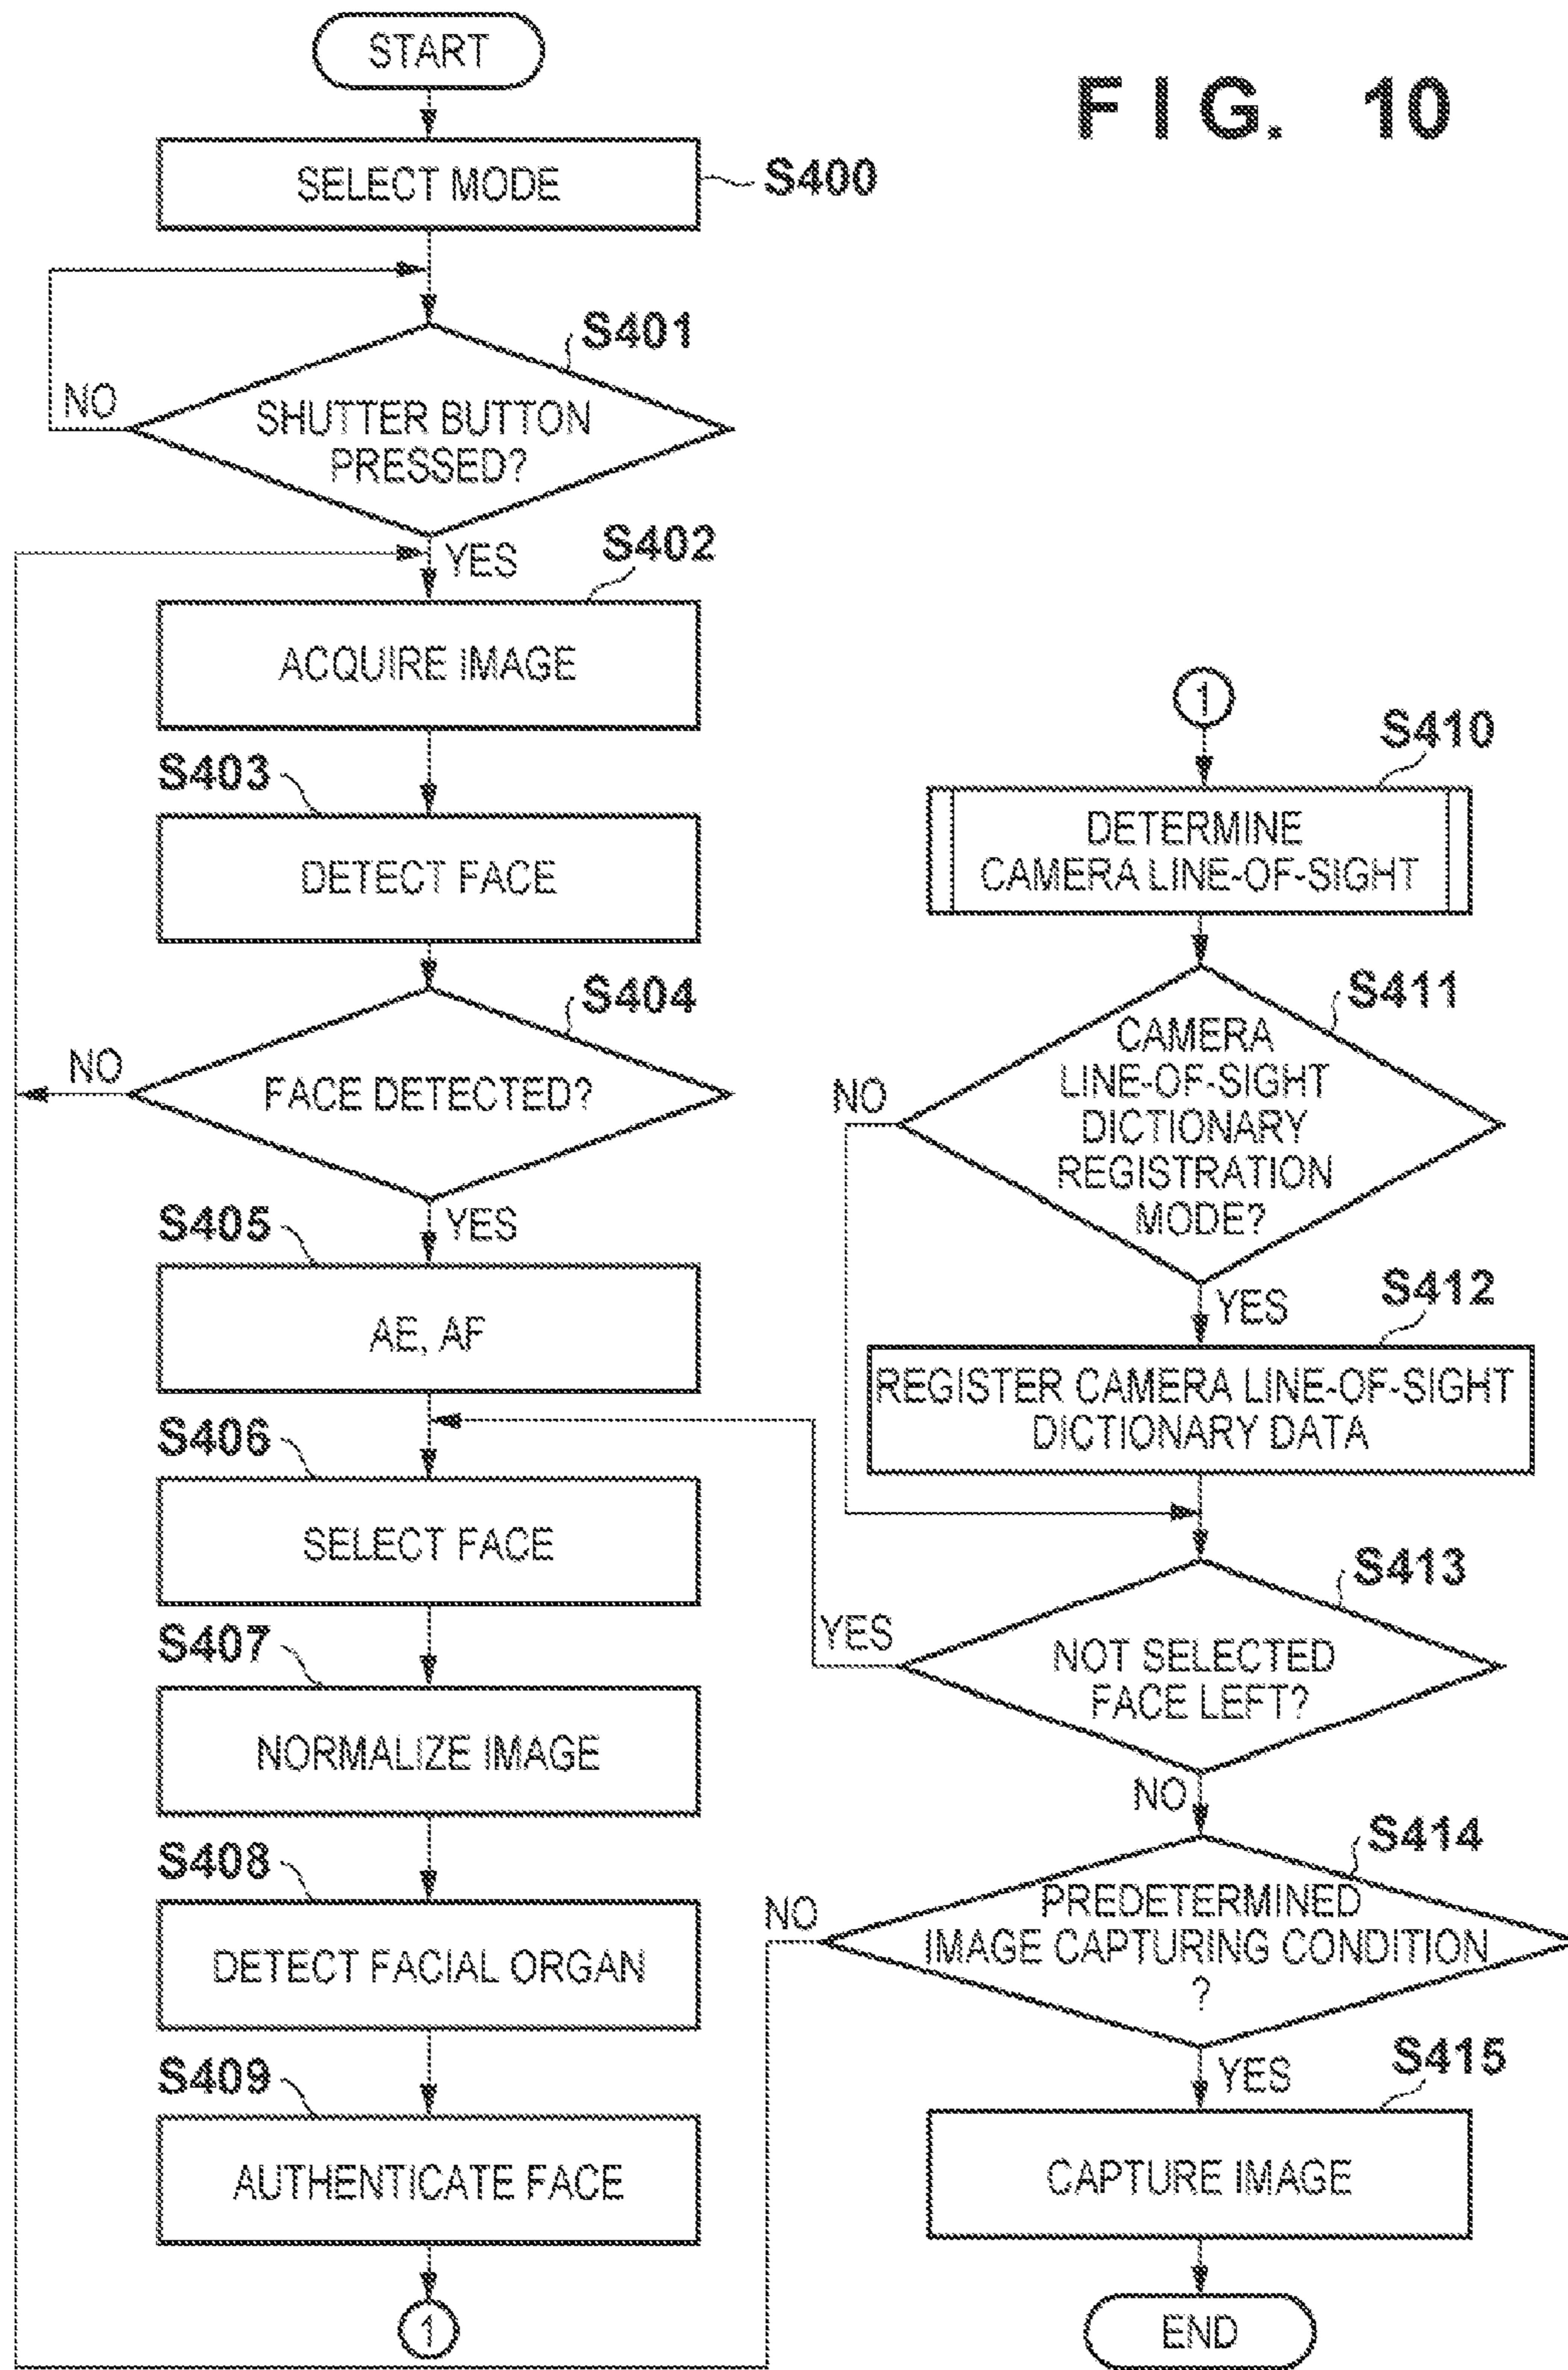 FIG. 10
START
SELECT MODE
S400
S401
SHUTTER BUTTON
PRESSED?
NO
YES
S402
ACQUIRE IMAGE
S403
DETECT FACE
S404
FACE DETECTED?
NO
YES
S405
AE, AF
S406
SELECT FACE
S407
NORMALIZE IMAGE
S408
DETECT FACIAL ORGAN
S409
AUTHENTICATE FACE
1
1
S410
DETERMINE
CAMERA LINE-OF-SIGHT
S411
CAMERA
LINE-OF-SIGHT
DICTIONARY
REGISTRATION
MODE?
NO
YES
S412
REGISTER CAMERA LINE-OF-SIGHT
DICTIONARY DATA
S413
NOT SELECTED
FACE LEFT?
YES
NO
S414
PREDETERMINED
IMAGE CAPTURING CONDITION
?
NO
YES
S415
CAPTURE IMAGE
END